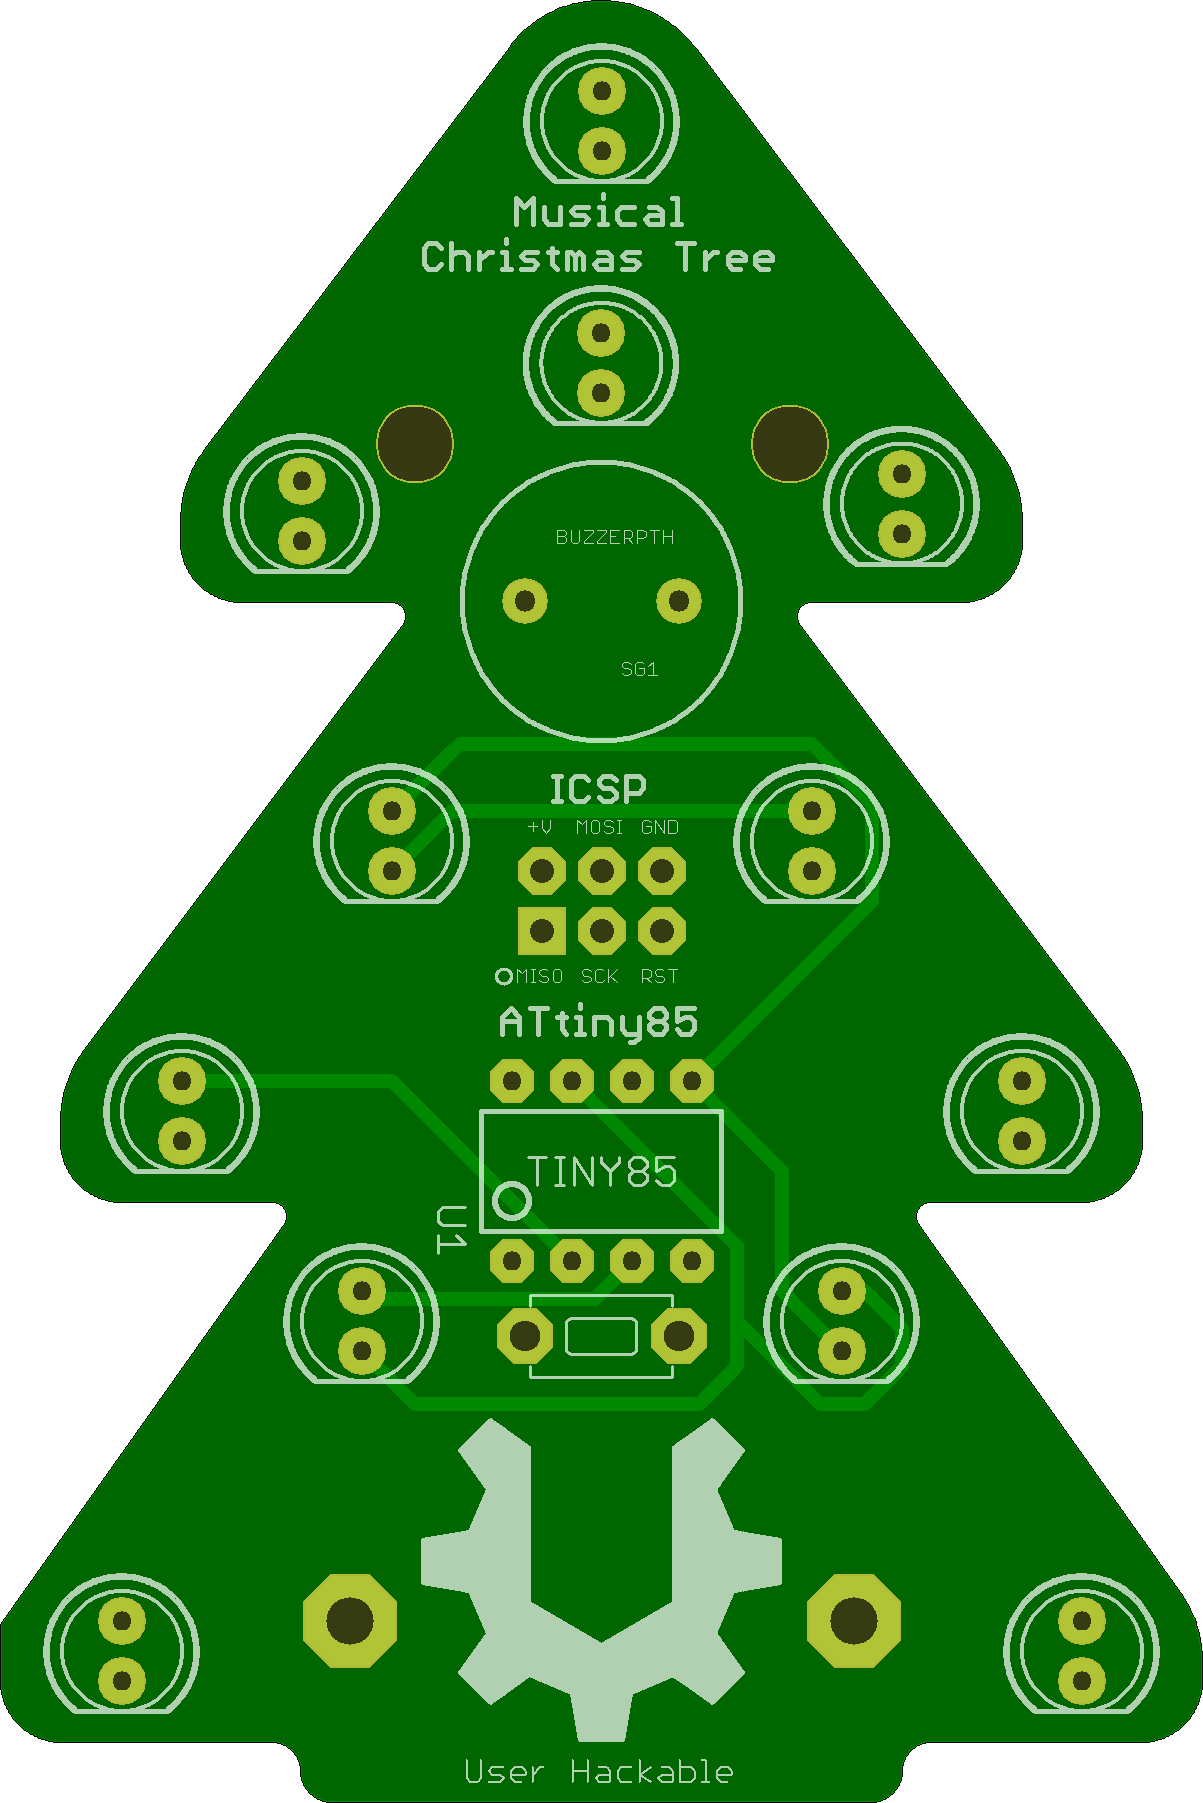 Musical
Christmas Tree
BUZZERPTH
SG1
ICSP
+V MOSI GND
MISO SCK RST
ATtiny85
TINY85
U1
User Hackable